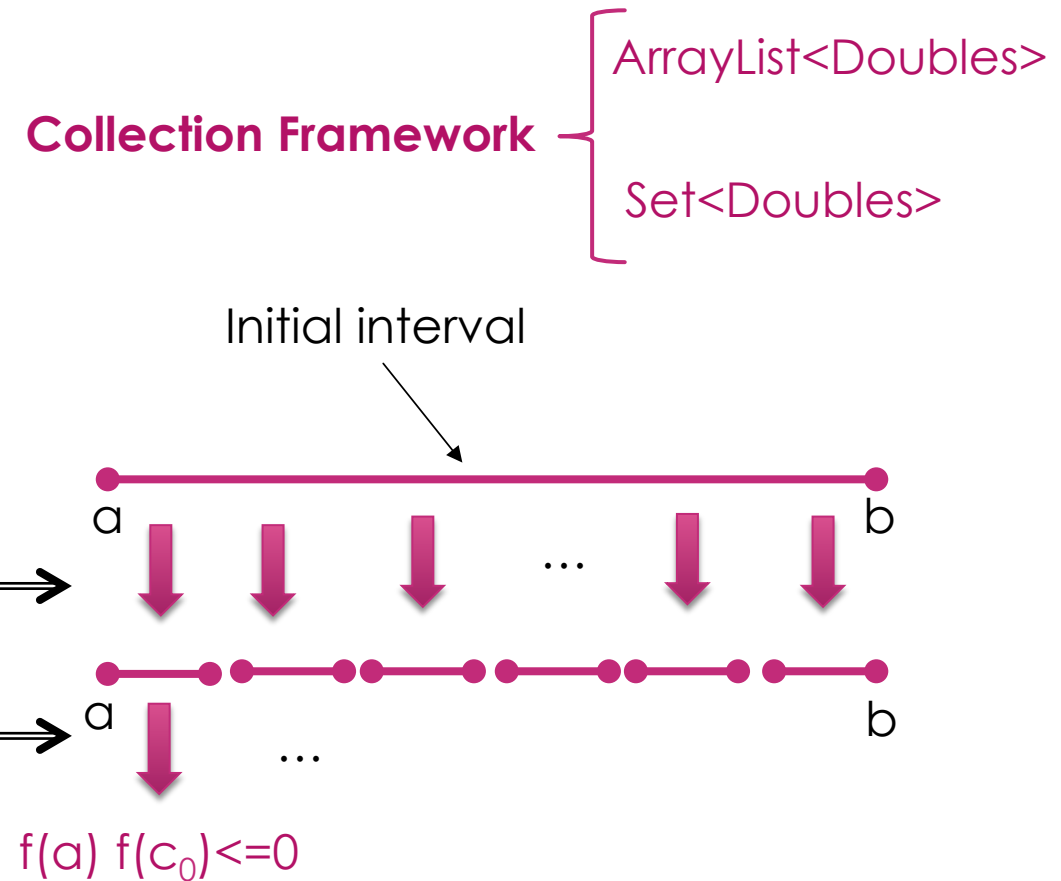 ArrayList<Doubles>
Collection Framework
Set<Doubles>
Initial interval
a
b
...
a
b
...
f(a) f(c₀)<=0